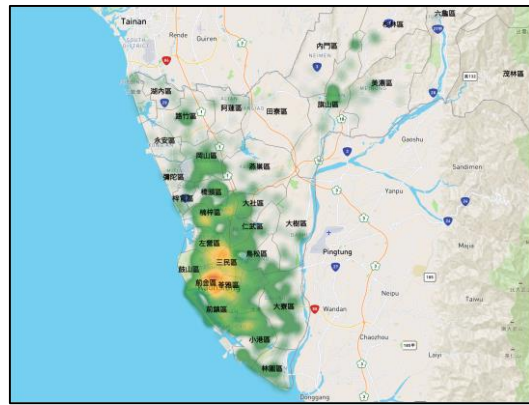 Tainan
六龜區
Rende
Guiren
內門區
NEIMEN
茂林區
美濃區
湖內區
阿蓮區
田寮區
旗山區
路竹區
永安區
Gaoshu
岡山區
燕巢區
Sandimen
彌陀區
橋頭區
Yanpu
梓官區
大社區
楠梓區
大樹區
仁武區
左營區
鳥松區
Majia
Pingtung
三民區
鼓山區
前金區
苓雅區
Neipu
185
Taiwu
前鎮區
大寮區
Wandan
Chaozhou
小港區
Laiyi
林園區
Donggang